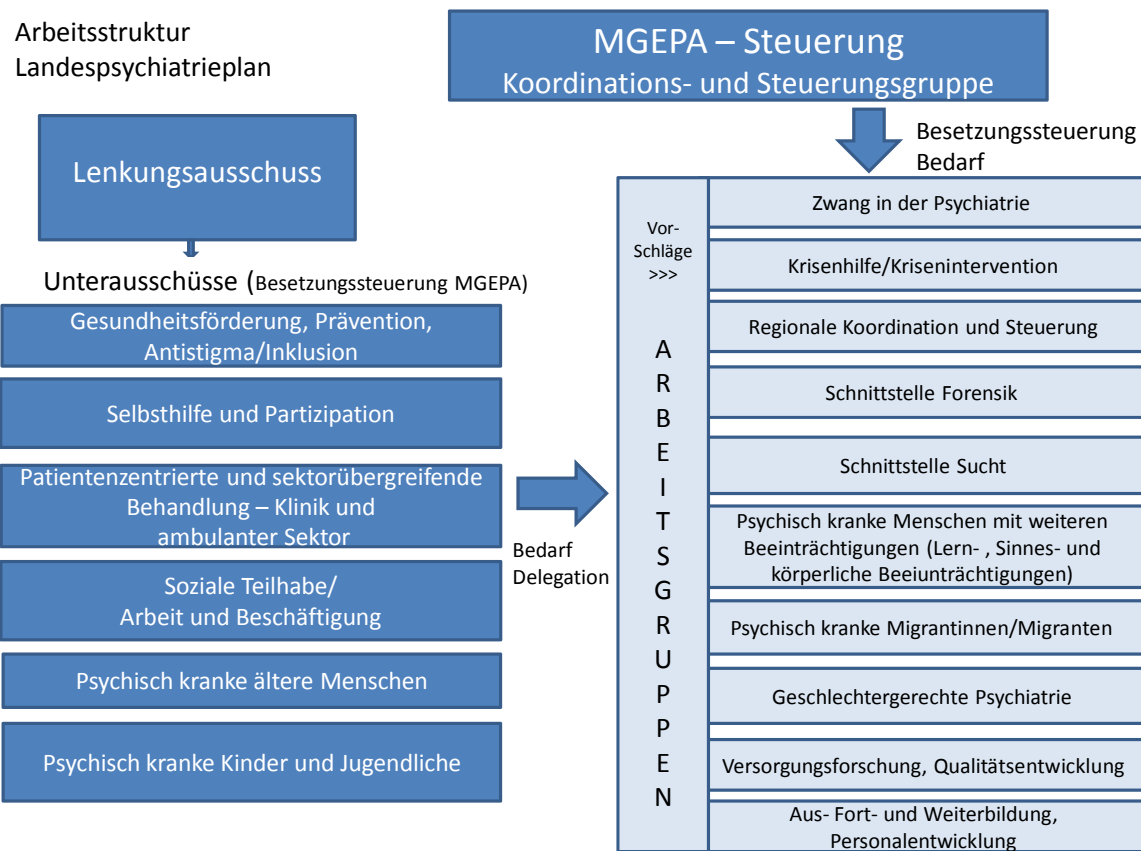 Arbeitsstruktur
Landespsychiatrieplan
MGEPA – Steuerung
Koordinations- und Steuerungsgruppe
Besetzungssteuerung
Bedarf
Lenkungsausschuss
Unterausschüsse (Besetzungssteuerung MGEPA)
Gesundheitsförderung, Prävention,
Antistigma/Inklusion
Selbsthilfe und Partizipation
Patientenzentrierte und sektorübergreifende
Behandlung – Klinik und
ambulanter Sektor
Soziale Teilhabe/
Arbeit und Beschäftigung
Psychisch kranke ältere Menschen
Psychisch kranke Kinder und Jugendliche
Bedarf
Delegation
Vor-
Schläge
>>>
A
R
B
E
I
T
S
G
R
U
P
P
E
N
Zwang in der Psychiatrie
Krisenhilfe/Krisenintervention
Regionale Koordination und Steuerung
Schnittstelle Forensik
Schnittstelle Sucht
Psychisch kranke Menschen mit weiteren
Beeinträchtigungen (Lern- , Sinnes- und
körperliche Beeiunträchtigungen)
Psychisch kranke Migrantinnen/Migranten
Geschlechtergerechte Psychiatrie
Versorgungsforschung, Qualitätsentwicklung
Aus- Fort- und Weiterbildung,
Personalentwicklung